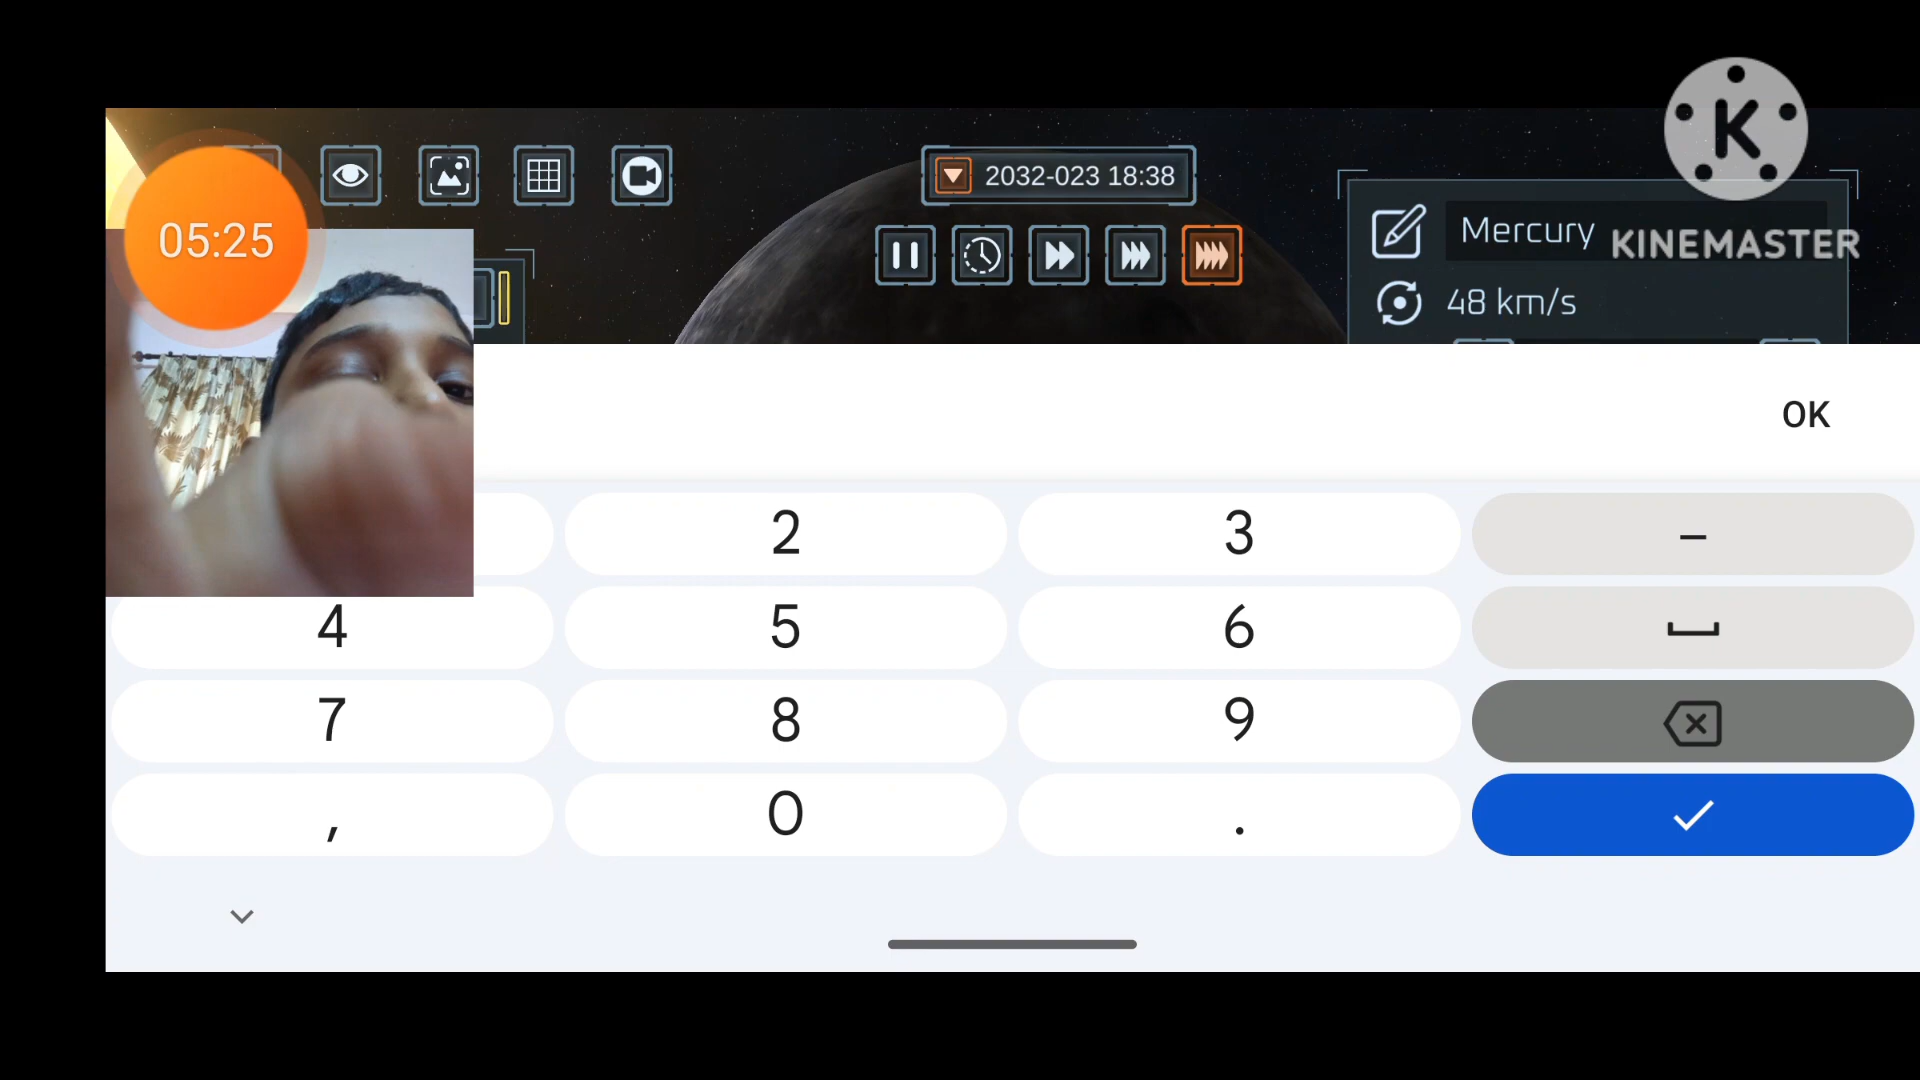 2032-023 18:38
05:25
Mercury
KINEMASTER
K
48 km/s
OK
2 3 –
4 5 6
7 8 9
, 0 .